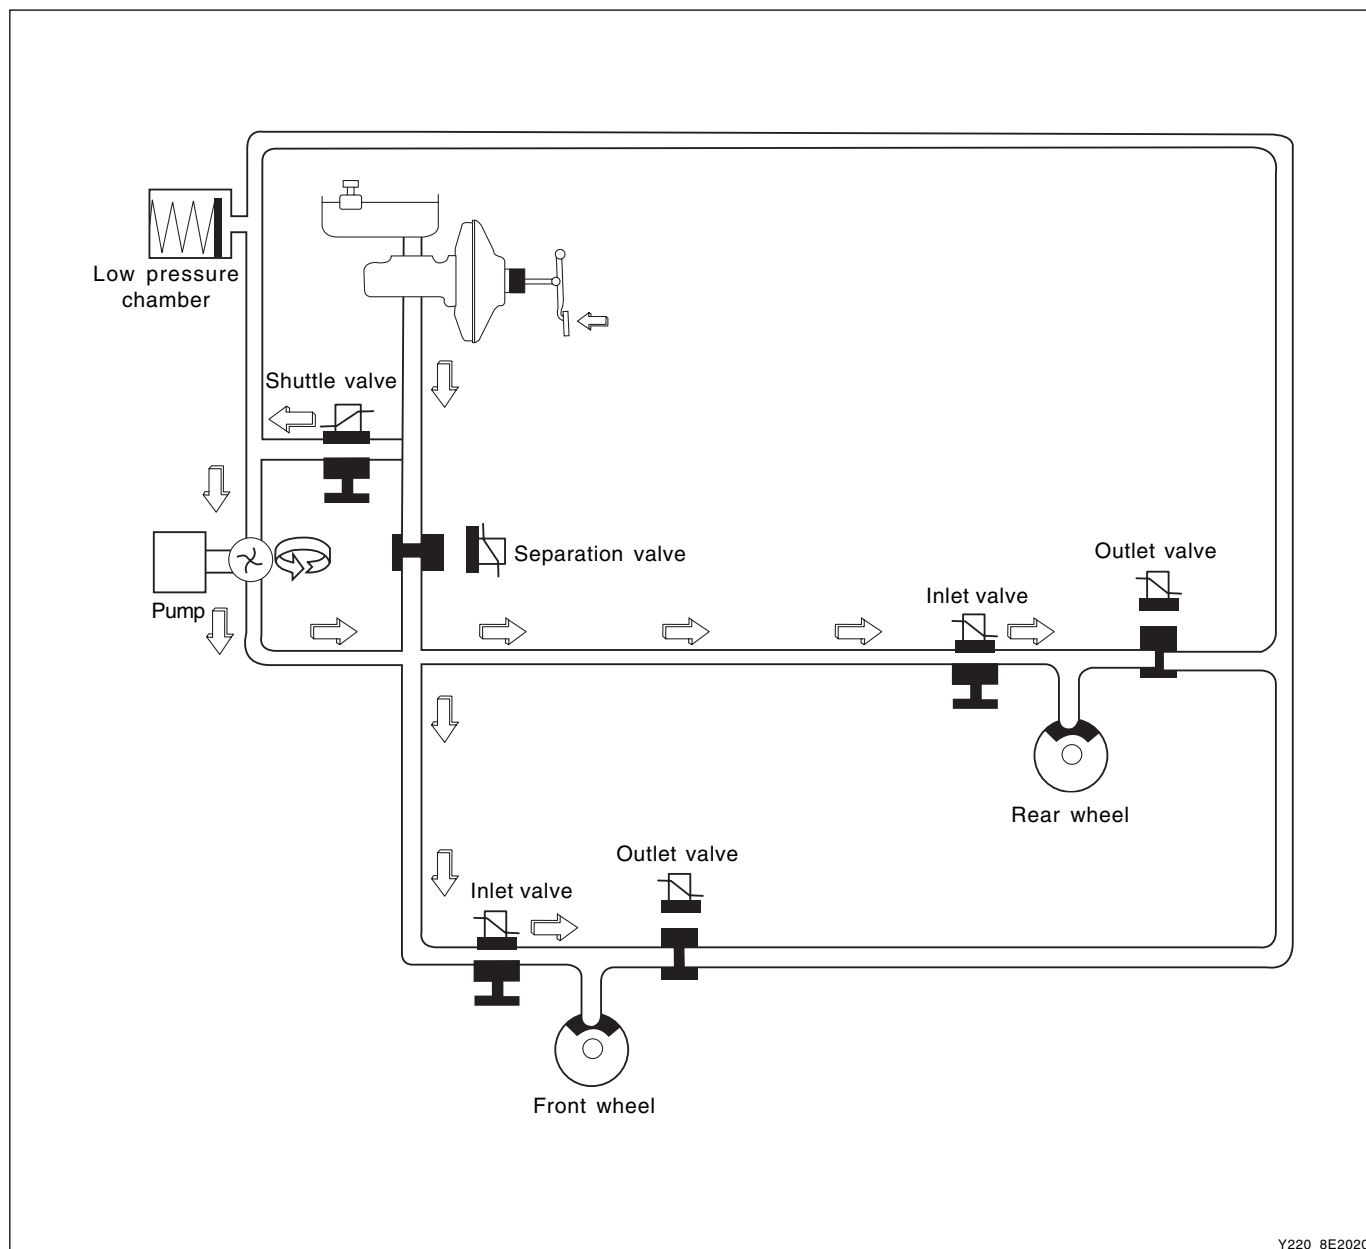 Low pressure
chamber
Shuttle valve
Separation valve
Outlet valve
Inlet valve
Pump
Rear wheel
Outlet valve
Inlet valve
Front wheel
Y220_8E2020